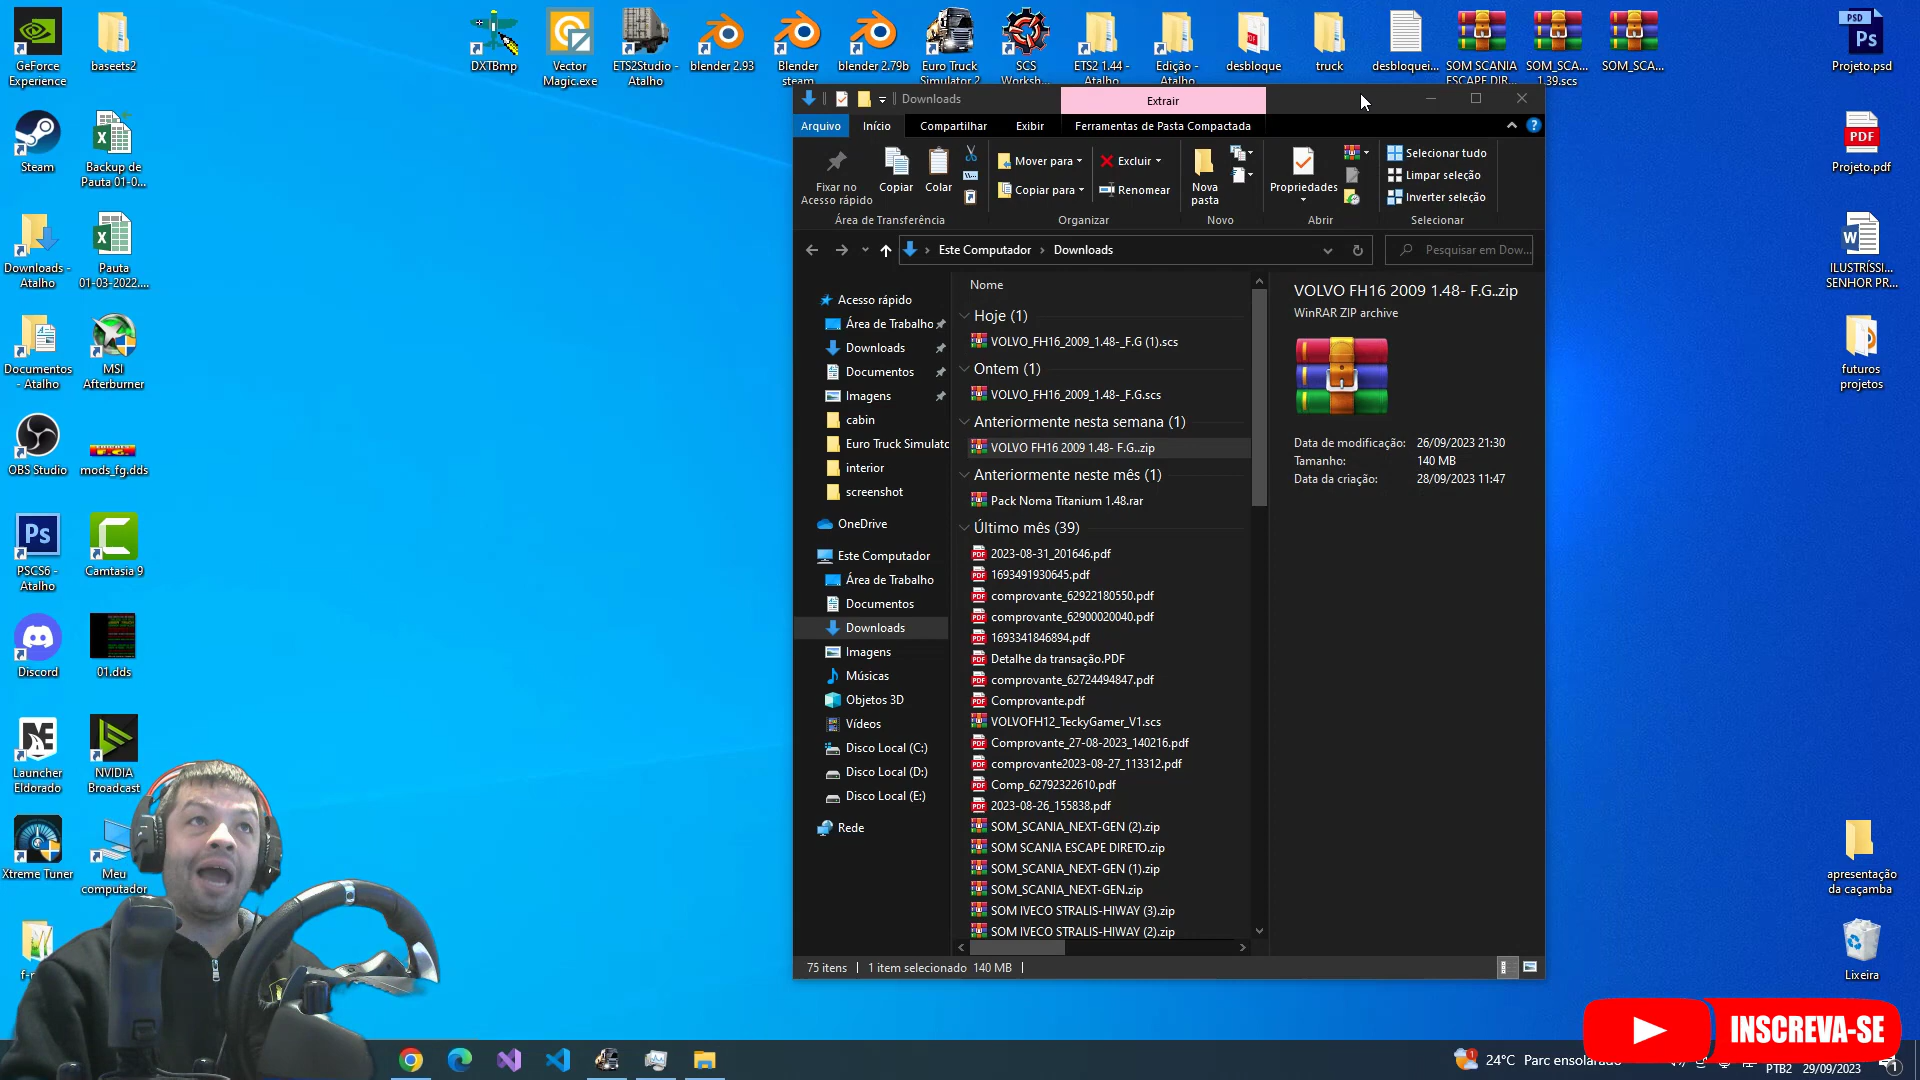 GeForce
Experience
baseets2
DXTBmp
Vector
Magic.exe
ETS2Studio -
Atalho
blender 2.93
Blender
steam
blender 2.79b
Euro Truck
Simulator 2
SCS
Worksh...
ETS2 1.44 -
Atalho
Edição -
Atalho
desbloque
truck
desbloquei...
SOM SCANIA
ESCAPE DIR...
SOM_SCA...
1.39.scs
SOM_SCA...
PSD
Ps
Projeto.psd
Downloads
Extrair
Arquivo
Início
Compartilhar
Exibir
Ferramentas de Pasta Compactada
Fixar no
Acesso rápido
Copiar
Colar
Mover para
Copiar para
Excluir
Renomear
Nova
pasta
Propriedades
Selecionar tudo
Limpar seleção
Inverter seleção
Área de Transferência
Organizar
Novo
Abrir
Selecionar
Este Computador
Downloads
Pesquisar em Dow...
Steam
Backup de
Pauta 01-0...
PDF
Projeto.pdf
Downloads -
Atalho
Pauta
01-03-2022....
ILUSTRÍSSI...
SENHOR PR...
Documentos
- Atalho
MSI
Afterburner
futuros
projetos
OBS Studio
mods_fg.dds
Ps
PSCS6 -
Atalho
Camtasia 9
Discord
01.dds
Launcher
Eldorado
NVIDIA
Broadcast
Xtreme Tuner
Meu
computador
Acesso rápido
Área de Trabalho
Downloads
Documentos
Imagens
cabin
Euro Truck Simulato
interior
screenshot
OneDrive
Este Computador
Área de Trabalho
Documentos
Downloads
Imagens
Músicas
Objetos 3D
Vídeos
Disco Local (C:)
Disco Local (D:)
Disco Local (E:)
Rede
Nome
Hoje (1)
VOLVO_FH16_2009_1.48-_F.G (1).scs
Ontem (1)
VOLVO_FH16_2009_1.48-_F.G.scs
Anteriormente nesta semana (1)
VOLVO FH16 2009 1.48- F.G..zip
Anteriormente neste mês (1)
Pack Noma Titanium 1.48.rar
Último mês (39)
2023-08-31_201646.pdf
1693491930645.pdf
comprovante_62922180550.pdf
comprovante_62900020040.pdf
1693341846894.pdf
Detalhe da transação.PDF
comprovante_62724494847.pdf
Comprovante.pdf
VOLVOFH12_TeckyGamer_V1.scs
Comprovante_27-08-2023_140216.pdf
comprovante2023-08-27_113312.pdf
Comp_62792322610.pdf
2023-08-26_155838.pdf
SOM_SCANIA_NEXT-GEN (2).zip
SOM SCANIA ESCAPE DIRETO.zip
SOM_SCANIA_NEXT-GEN (1).zip
SOM_SCANIA_NEXT-GEN.zip
SOM IVECO STRALIS-HIWAY (3).zip
SOM IVECO STRALIS-HIWAY (2).zip
VOLVO FH16 2009 1.48- F.G..zip
WinRAR ZIP archive
Data de modificação: 26/09/2023 21:30
Tamanho: 140 MB
Data da criação: 28/09/2023 11:47
75 itens
1 item selecionado 140 MB
apresentação
da caçamba
Lixeira
INSCREVA-SE
24°C Parc ensolarado
PTB2 29/09/2023
1